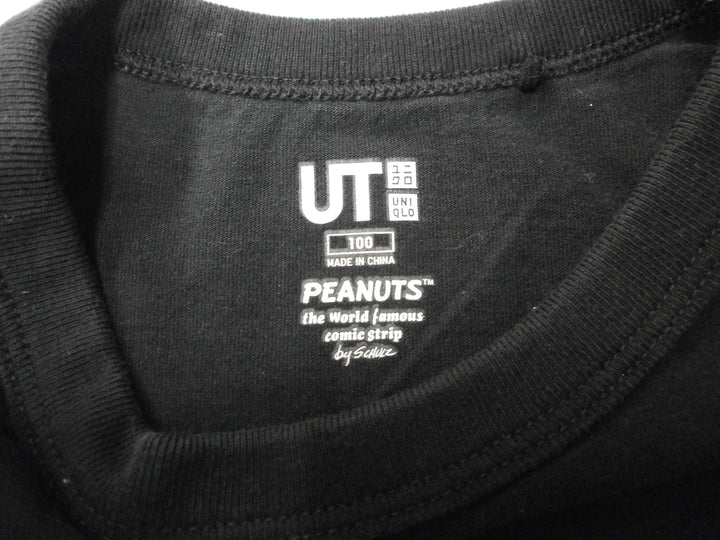 UT ユニ
クロ
UNI
QLO
100
MADE IN CHINA
PEANUTS™
the World famous
comic strip
by SCHULZ